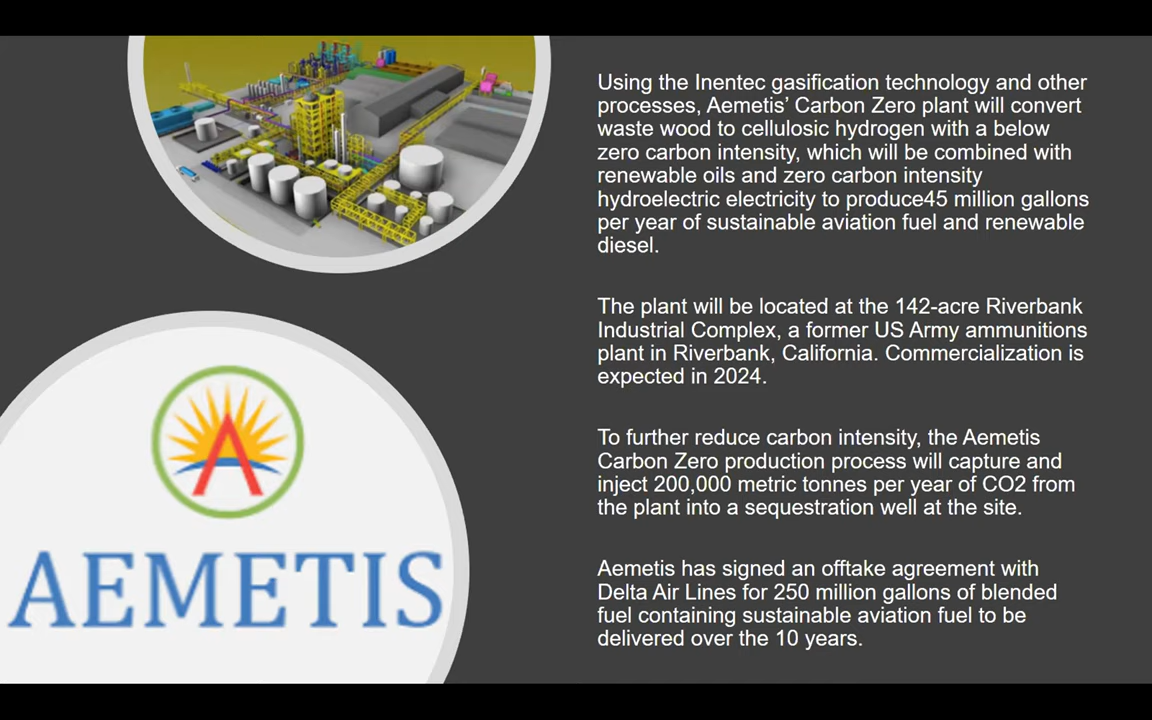 Using the Inentec gasification technology and other
processes, Aemetis' Carbon Zero plant will convert
waste wood to cellulosic hydrogen with a below
zero carbon intensity, which will be combined with
renewable oils and zero carbon intensity
hydroelectric electricity to produce45 million gallons
per year of sustainable aviation fuel and renewable
diesel.
The plant will be located at the 142-acre Riverbank
Industrial Complex, a former US Army ammunitions
plant in Riverbank, California. Commercialization is
expected in 2024.
To further reduce carbon intensity, the Aemetis
Carbon Zero production process will capture and
inject 200,000 metric tonnes per year of CO2 from
the plant into a sequestration well at the site.
Aemetis has signed an offtake agreement with
Delta Air Lines for 250 million gallons of blended
fuel containing sustainable aviation fuel to be
delivered over the 10 years.
AEMETIS